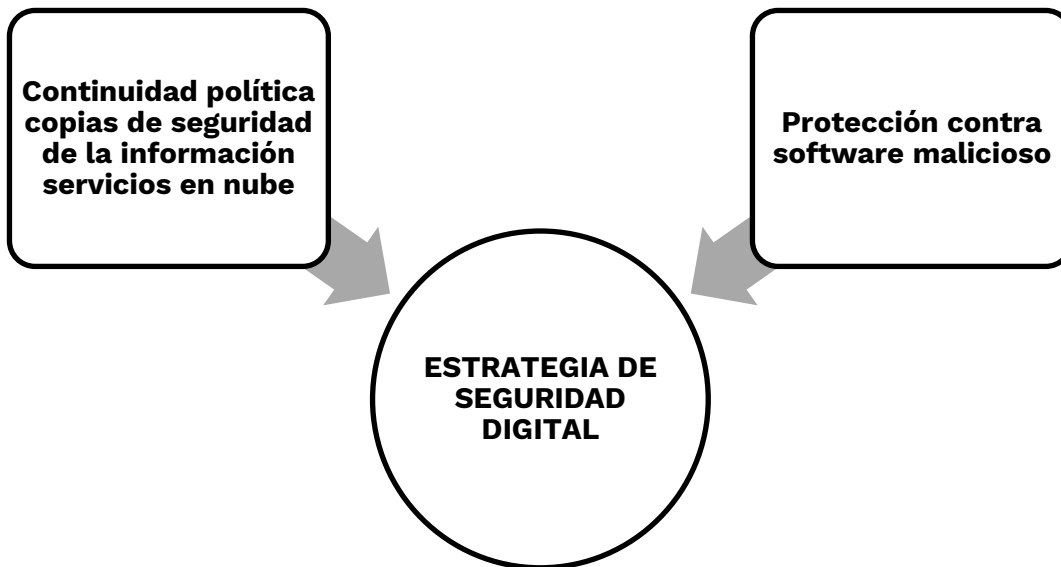 Continuidad política
copias de seguridad
de la información
servicios en nube
Protección contra
software malicioso
ESTRATEGIA DE
SEGURIDAD
DIGITAL